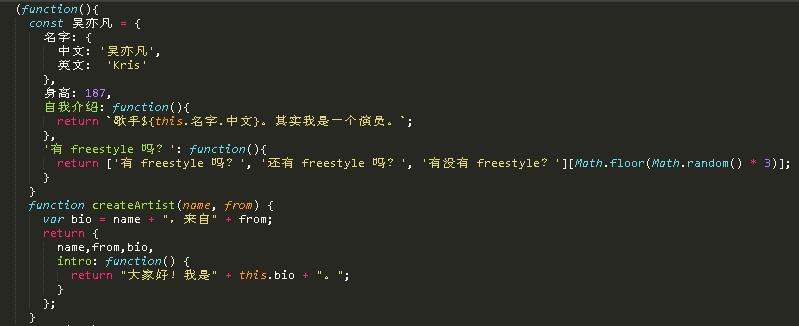 (function(){
const 吴亦凡 = {
名字: {
中文: '吴亦凡',
英文: 'Kris'
},
身高: 187,
自我介绍: function(){
return `歌手${this.名字.中文}。其实我是一个演员。`;
},
'有 freestyle 吗？': function(){
return ['有 freestyle 吗？', '还有 freestyle 吗？', '有没有 freestyle？'][Math.floor(Math.random() * 3)];
}
}
function createArtist(name, from) {
var bio = name + "，来自" + from;
return {
name,from,bio,
intro: function() {
return "大家好！我是" + this.bio + "。";
}
};
}